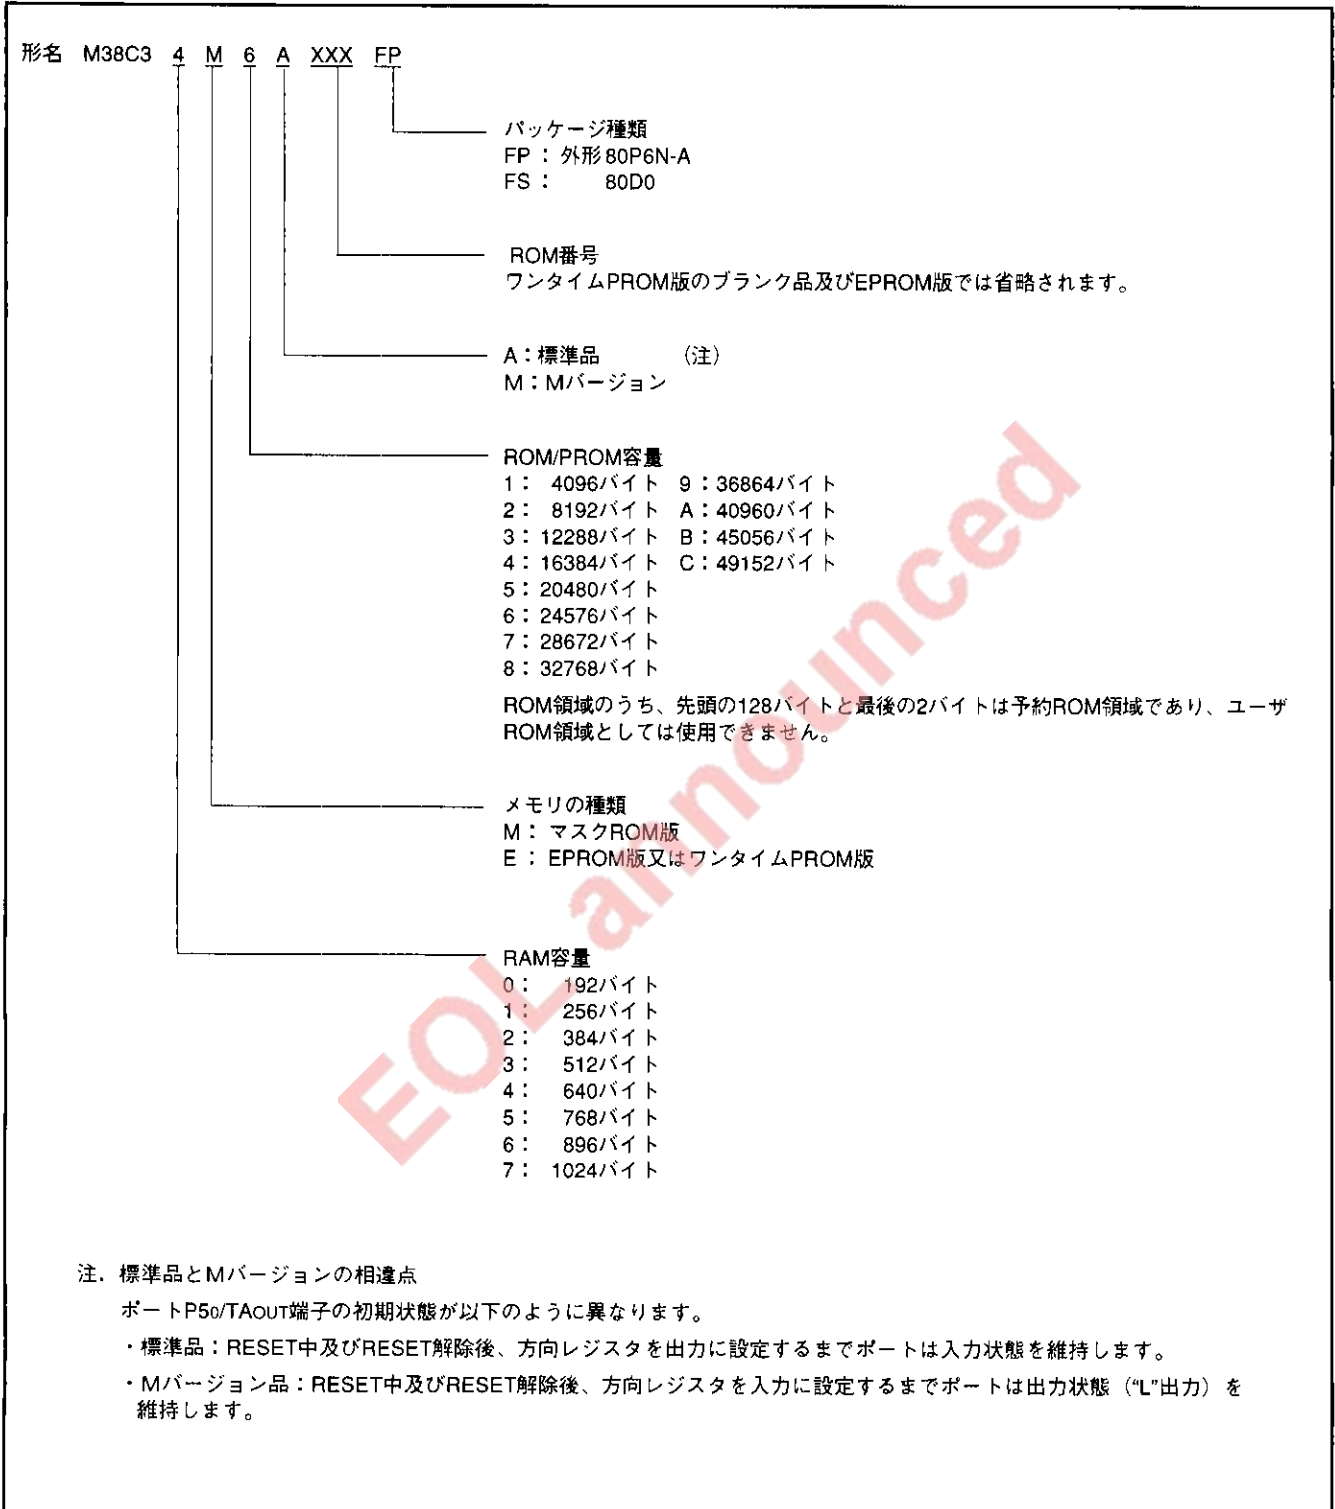 形名 M38C3 4 M 6 A XXX FP
パッケージ種類
FP : 外形80P6N-A
FS : 80D0
ROM番号
ワンタイムPROM版のブランク品及びEPROM版では省略されます。
A:標準品 (注)
M:Mバージョン
ROM/PROM容量
1: 4096バイト 9:36864バイト
2: 8192バイト A:40960バイト
3:12288バイト B:45056バイト
4:16384バイト C:49152バイト
5:20480バイト
6:24576バイト
7:28672バイト
8:32768バイト
ROM領域のうち、先頭の128バイトと最後の2バイトは予約ROM領域であり、ユーザ
ROM領域としては使用できません。
メモリの種類
M: マスクROM版
E: EPROM版又はワンタイムPROM版
RAM容量
0: 192バイト
1: 256バイト
2: 384バイト
3: 512バイト
4: 640バイト
5: 768バイト
6: 896バイト
7: 1024バイト
EOL announced
注. 標準品とMバージョンの相違点
ポートP50/TAOUT端子の初期状態が以下のように異なります。
・標準品:RESET中及びRESET解除後、方向レジスタを出力に設定するまでポートは入力状態を維持します。
・Mバージョン品:RESET中及びRESET解除後、方向レジスタを入力に設定するまでポートは出力状態(“L”出力)を
維持します。